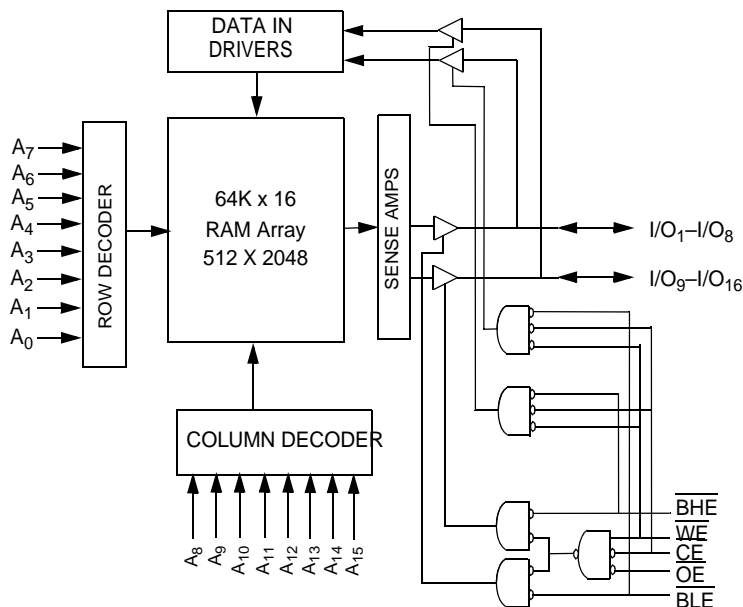 DATA IN
DRIVERS
A7
A6
A5
A4
A3
A2
A1
A0
ROW DECODER
64K x 16
RAM Array
512 X 2048
SENSE AMPS
I/O1–I/O8
I/O9–I/O16
COLUMN DECODER
A8
A9
A10
A11
A12
A13
A14
A15
BHE
WE
CE
OE
BLE